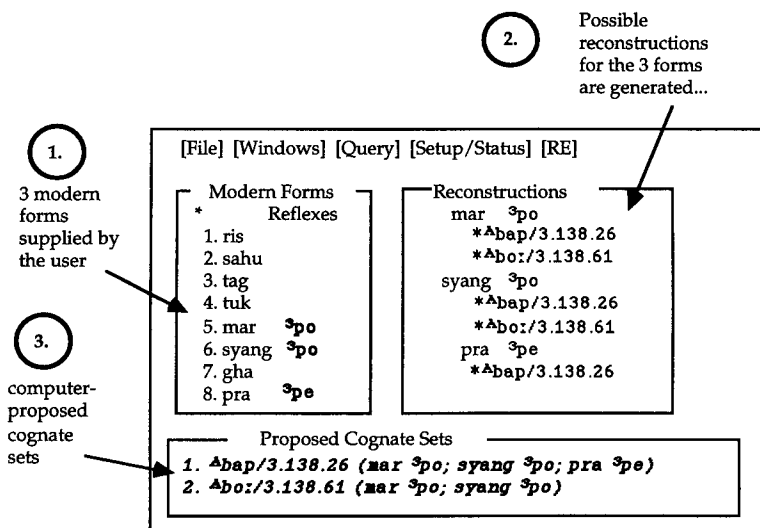 2.
Possible
reconstructions
for the 3 forms
are generated...
1.
3 modern
forms
supplied by
the user
3.
computer-
proposed
cognate
sets
[File] [Windows] [Query] [Setup/Status] [RE]
Modern Forms
* Reflexes
1. ris
2. sahu
3. tag
4. tuk
5. mar ³po
6. syang ³po
7. gha
8. pra ³pe
Reconstructions
mar ³po
*ᴬbap/3.138.26
*ᴬboː/3.138.61
syang ³po
*ᴬbap/3.138.26
*ᴬboː/3.138.61
pra ³pe
*ᴬbap/3.138.26
Proposed Cognate Sets
1. ᴬbap/3.138.26 (mar ³po; syang ³po; pra ³pe)
2. ᴬboː/3.138.61 (mar ³po; syang ³po)